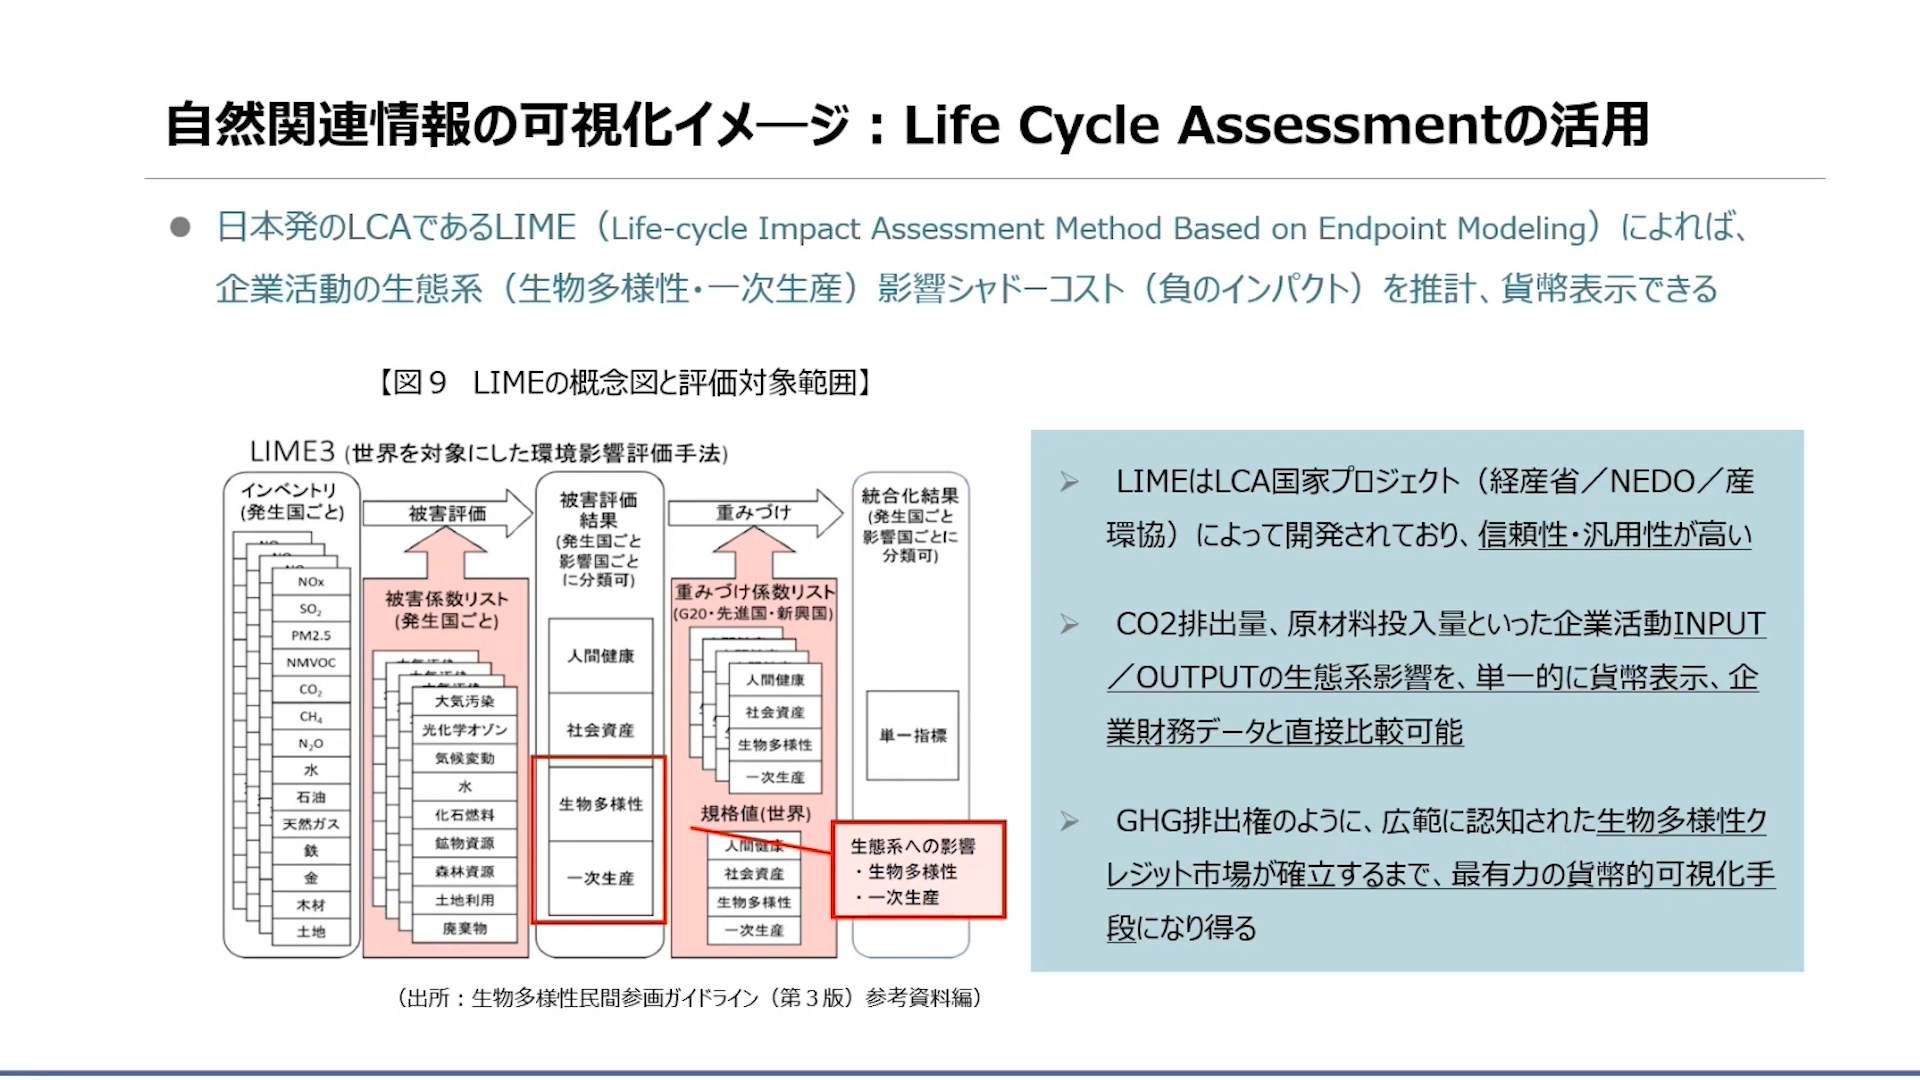 自然関連情報の可視化イメージ：Life Cycle Assessmentの活用
日本発のLCAであるLIME（Life-cycle Impact Assessment Method Based on Endpoint Modeling）によれば、
企業活動の生態系（生物多様性・一次生産）影響シャドーコスト（負のインパクト）を推計、貨幣表示できる
【図９　LIMEの概念図と評価対象範囲】
LIME3 (世界を対象にした環境影響評価手法)
インベントリ
(発生国ごと)
NOx
SO₂
PM2.5
NMVOC
CO₂
CH₄
N₂O
水
石油
天然ガス
鉄
金
木材
土地
被害評価
被害係数リスト
(発生国ごと)
大気汚染
光化学オゾン
気候変動
水
化石燃料
鉱物資源
森林資源
土地利用
廃棄物
被害評価
結果
(発生国ごと
影響国ごと
に分類可)
人間健康
社会資産
生物多様性
一次生産
重みづけ
重みづけ係数リスト
(G20・先進国・新興国)
人間健康
社会資産
生物多様性
一次生産
規格値(世界)
人間健康
社会資産
生物多様性
一次生産
統合化結果
(発生国ごと
影響国ごとに
分類可)
単一指標
生態系への影響
・生物多様性
・一次生産
（出所：生物多様性民間参画ガイドライン（第３版）参考資料編）
LIMEはLCA国家プロジェクト（経産省／NEDO／産
環協）によって開発されており、信頼性・汎用性が高い
CO2排出量、原材料投入量といった企業活動INPUT
／OUTPUTの生態系影響を、単一的に貨幣表示、企
業財務データと直接比較可能
GHG排出権のように、広範に認知された生物多様性ク
レジット市場が確立するまで、最有力の貨幣的可視化手
段になり得る